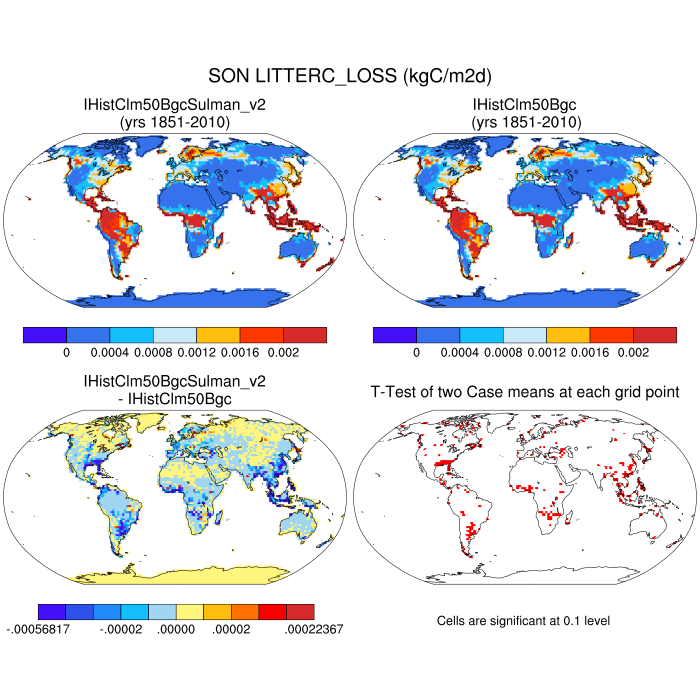 SON LITTERC_LOSS (kgC/m2d)
IHistClm50BgcSulman_v2
(yrs 1851-2010)
IHistClm50Bgc
(yrs 1851-2010)
0 0.0004 0.0008 0.0012 0.0016 0.002
0 0.0004 0.0008 0.0012 0.0016 0.002
IHistClm50BgcSulman_v2
- IHistClm50Bgc
T-Test of two Case means at each grid point
-.00056817 -.00002 .00000 .00002 .00022367
Cells are significant at 0.1 level